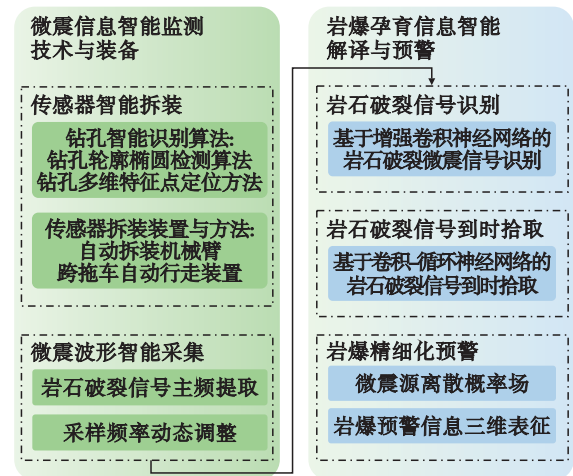 微震信息智能监测
技术与装备
传感器智能拆装
钻孔智能识别算法:
钻孔轮廓椭圆检测算法
钻孔多维特征点定位方法
传感器拆装装置与方法:
自动拆装机械臂
跨拖车自动行走装置
微震波形智能采集
岩石破裂信号主频提取
采样频率动态调整
岩爆孕育信息智能
解译与预警
岩石破裂信号识别
基于增强卷积神经网络的
岩石破裂微震信号识别
岩石破裂信号到时拾取
基于卷积-循环神经网络的
岩石破裂信号到时拾取
岩爆精细化预警
微震源离散概率场
岩爆预警信息三维表征